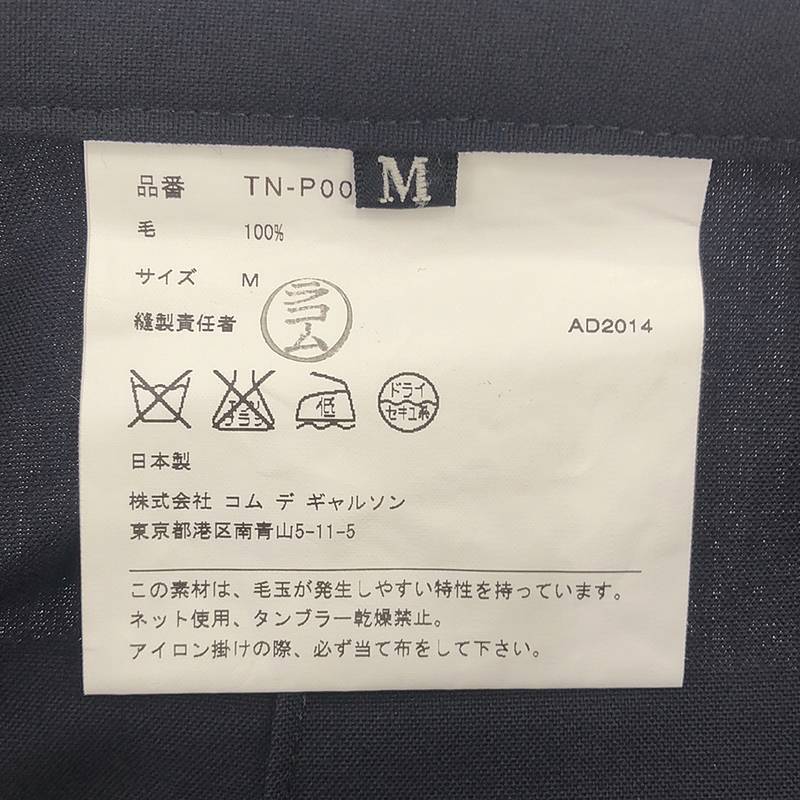 品番 TN-P00
M
毛 100%
サイズ M
縫製責任者 コム AD2014
低
ドライ
セキユ系
日本製
株式会社 コム デ ギャルソン
東京都港区南青山5-11-5
この素材は、毛玉が発生しやすい特性を持っています。
ネット使用、タンブラー乾燥禁止。
アイロン掛けの際、必ず当て布をして下さい。